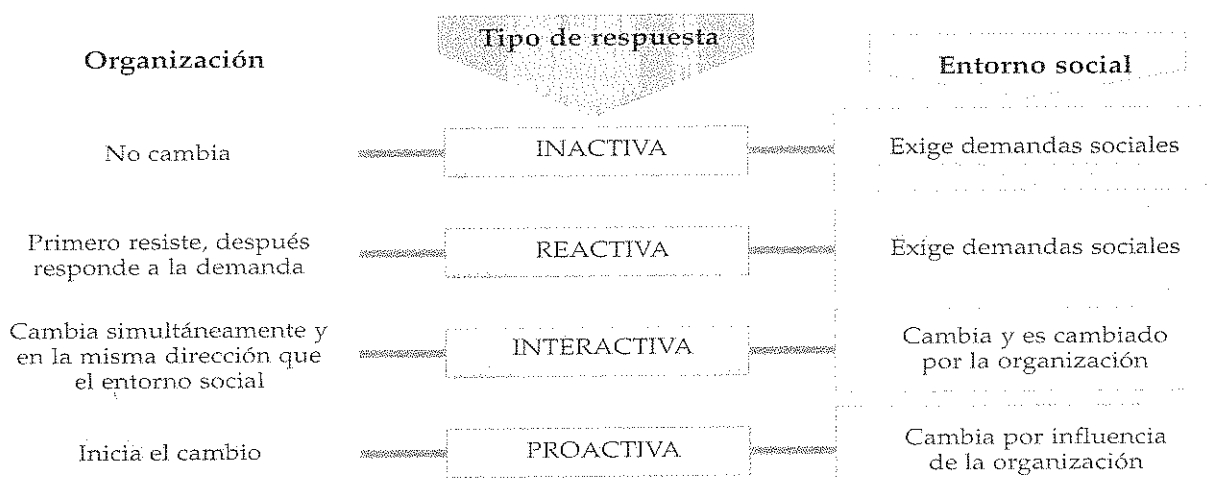 Organización
Tipo de respuesta
Entorno social
No cambia
INACTIVA
Exige demandas sociales
Primero resiste, después
responde a la demanda
REACTIVA
Exige demandas sociales
Cambia simultáneamente y
en la misma dirección que
el entorno social
INTERACTIVA
Cambia y es cambiado
por la organización
Inicia el cambio
PROACTIVA
Cambia por influencia
de la organización